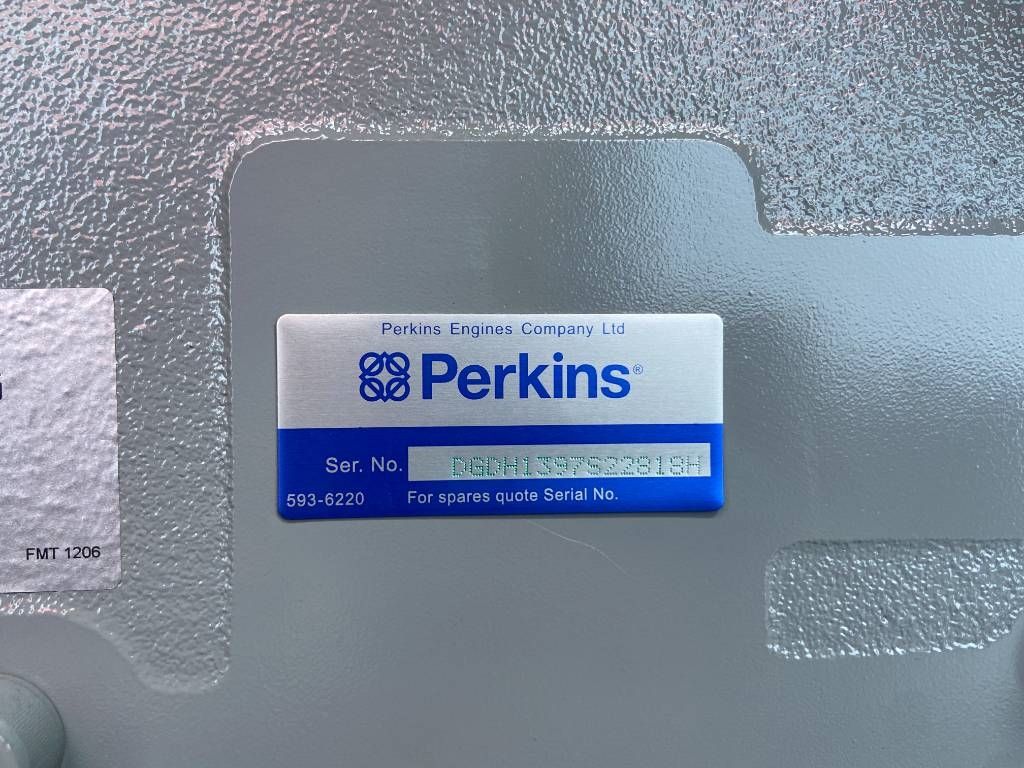 Perkins Engines Company Ltd
Perkins®
Ser. No. DGDH1397S22818H
593-6220 For spares quote Serial No.
FMT 1206